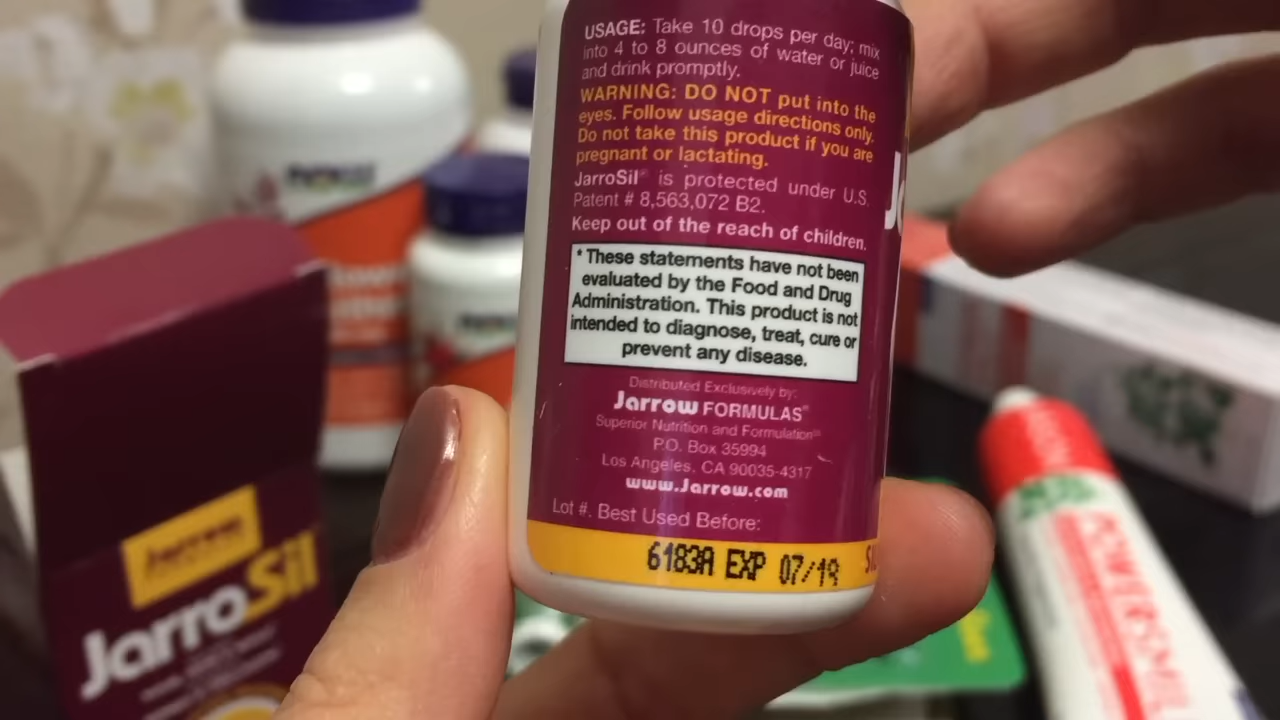 USAGE: Take 10 drops per day; mix
into 4 to 8 ounces of water or juice
and drink promptly.
WARNING: DO NOT put into the
eyes. Follow usage directions only.
Do not take this product if you are
pregnant or lactating.
JarroSil® is protected under U.S.
Patent # 8,563,072 B2.
Keep out of the reach of children.
* These statements have not been
evaluated by the Food and Drug
Administration. This product is not
intended to diagnose, treat, cure or
prevent any disease.
Distributed Exclusively by:
Jarrow FORMULAS®
Superior Nutrition and Formulation℠
P.O. Box 35994
Los Angeles, CA 90035-4317
www.Jarrow.com
Lot #. Best Used Before:
6183A EXP 07/19
Jarrow
JarroSil
NOW